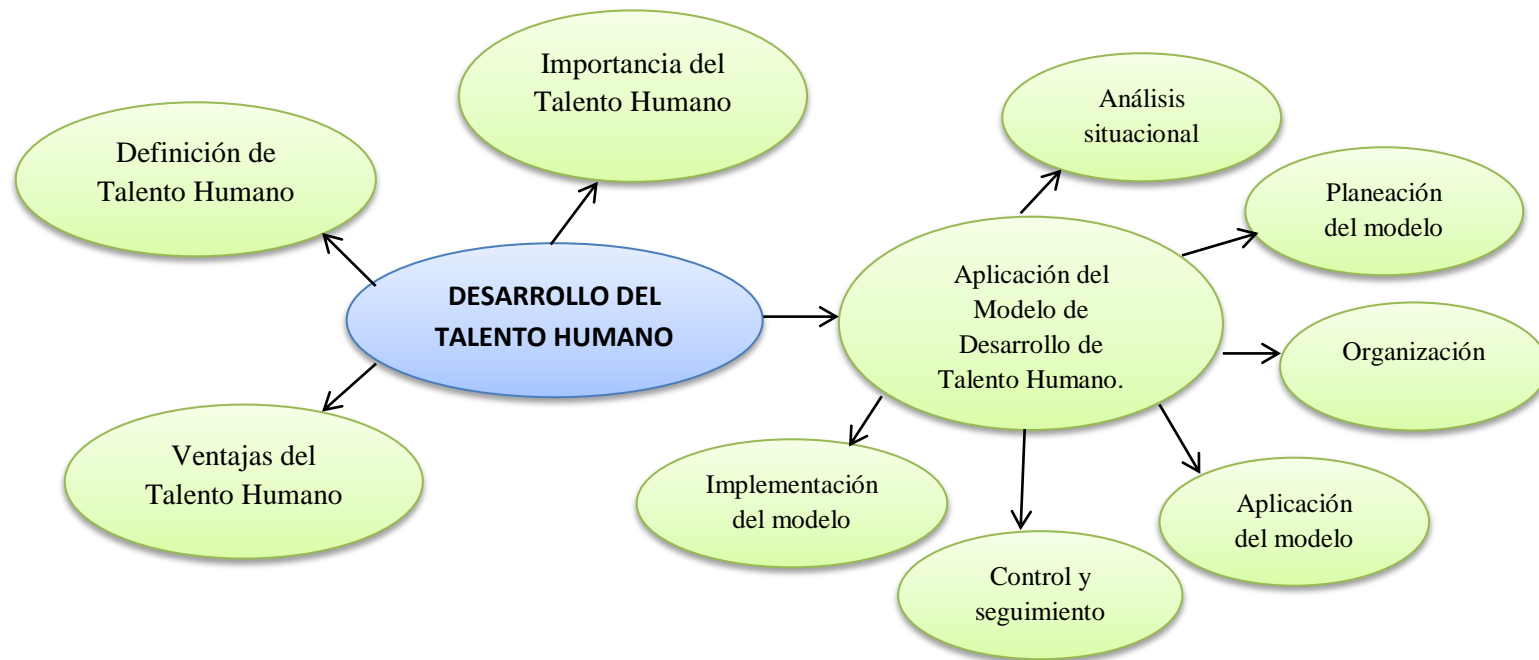 Importancia del
Talento Humano
Definición de
Talento Humano
DESARROLLO DEL
TALENTO HUMANO
Ventajas del
Talento Humano
Aplicación del
Modelo de
Desarrollo de
Talento Humano.
Análisis
situacional
Planeación
del modelo
Organización
Aplicación
del modelo
Control y
seguimiento
Implementación
del modelo